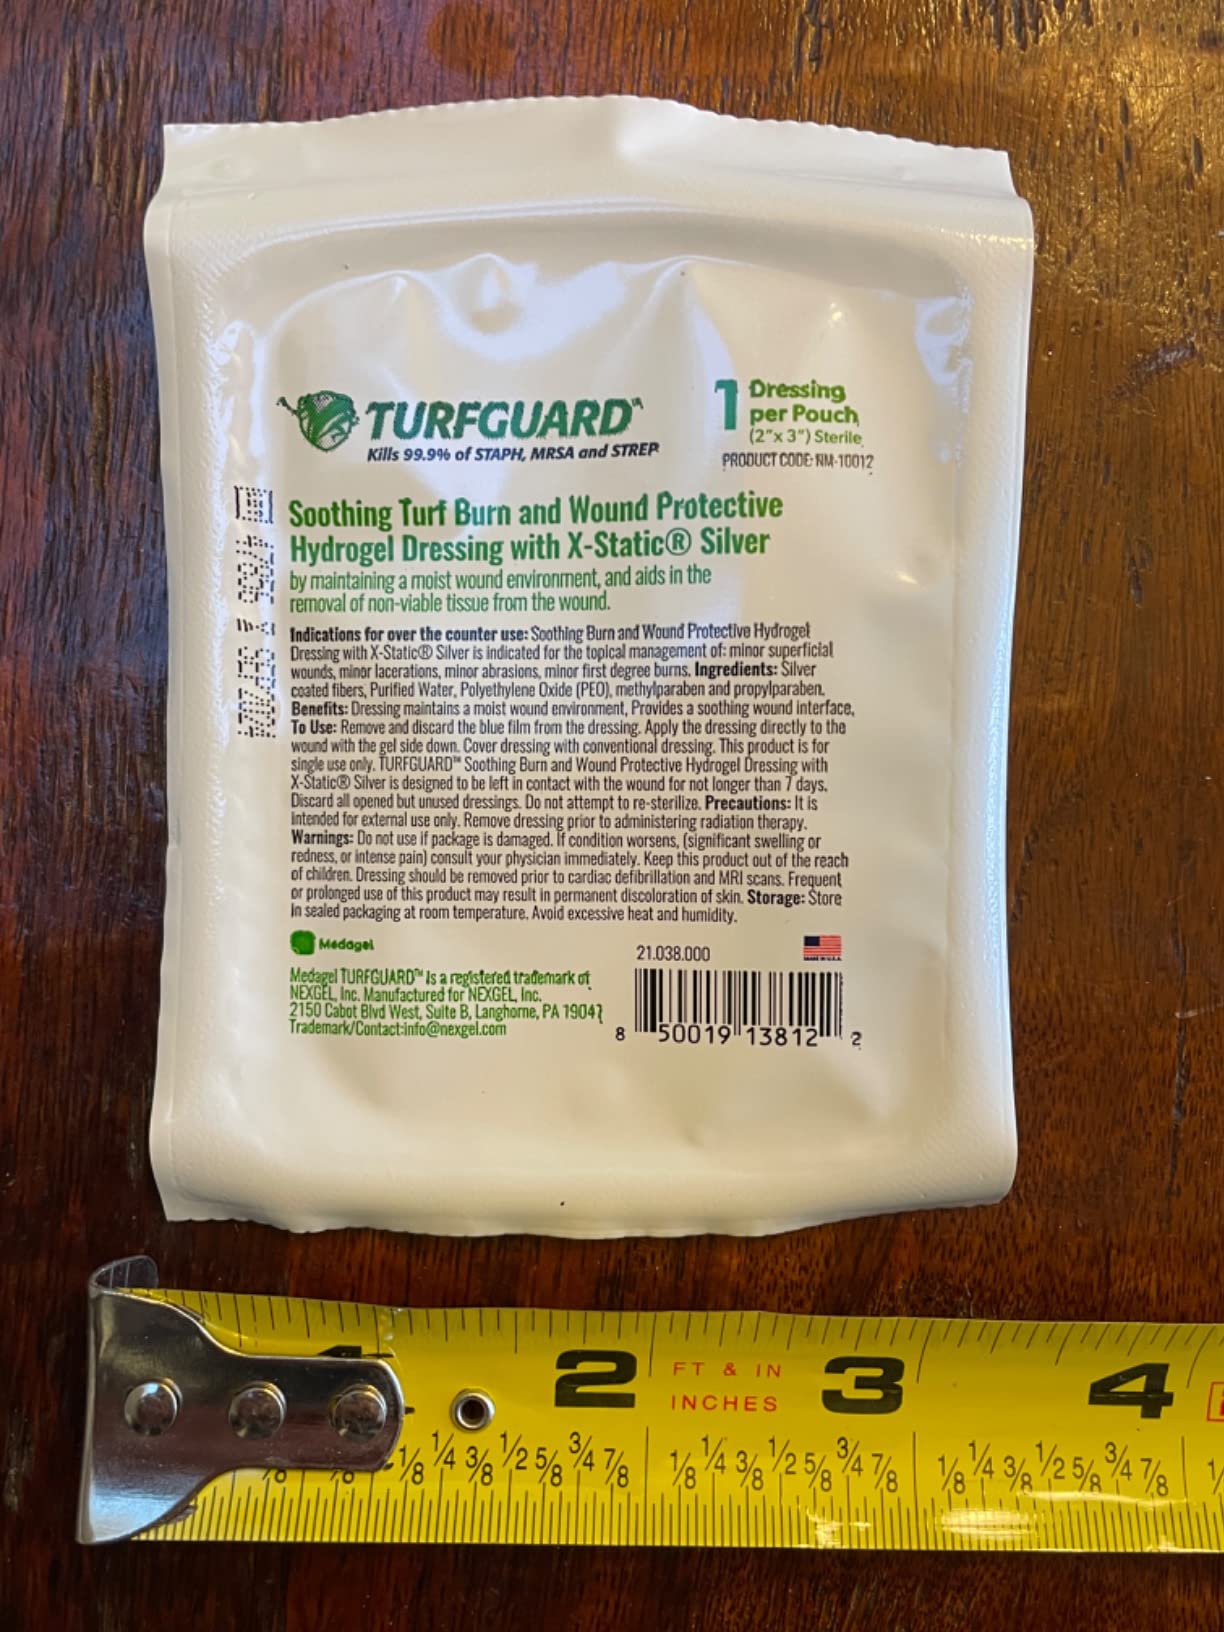 TURFGUARD™
Kills 99.9% of STAPH, MRSA and STREP
1 Dressing
per Pouch
(2"x 3") Sterile
PRODUCT CODE: NM-10012
Soothing Turf Burn and Wound Protective
Hydrogel Dressing with X-Static® Silver
by maintaining a moist wound environment, and aids in the
removal of non-viable tissue from the wound.
Indications for over the counter use: Soothing Burn and Wound Protective Hydrogel
Dressing with X-Static® Silver is indicated for the topical management of: minor superficial
wounds, minor lacerations, minor abrasions, minor first degree burns. Ingredients: Silver
coated fibers, Purified Water, Polyethylene Oxide (PEO), methylparaben and propylparaben.
Benefits: Dressing maintains a moist wound environment, Provides a soothing wound interface.
To Use: Remove and discard the blue film from the dressing. Apply the dressing directly to the
wound with the gel side down. Cover dressing with conventional dressing. This product is for
single use only. TURFGUARD™ Soothing Burn and Wound Protective Hydrogel Dressing with
X-Static® Silver is designed to be left in contact with the wound for not longer than 7 days.
Discard all opened but unused dressings. Do not attempt to re-sterilize. Precautions: It is
intended for external use only. Remove dressing prior to administering radiation therapy.
Warnings: Do not use if package is damaged. If condition worsens, (significant swelling or
redness, or intense pain) consult your physician immediately. Keep this product out of the reach
of children. Dressing should be removed prior to cardiac defibrillation and MRI scans. Frequent
or prolonged use of this product may result in permanent discoloration of skin. Storage: Store
in sealed packaging at room temperature. Avoid excessive heat and humidity.
Medagel
21.038.000
MADE IN U.S.A.
Medagel TURFGUARD™ is a registered trademark of
NEXGEL, Inc. Manufactured for NEXGEL, Inc.
2150 Cabot Blvd West, Suite B, Langhorne, PA 19047
Trademark/Contact:info@nexgel.com
8 50019 13812 2
1 2 FT & IN 3 4
INCHES
1/8 1/4 3/8 1/2 5/8 3/4 7/8 1/8 1/4 3/8 1/2 5/8 3/4 7/8 1/8 1/4 3/8 1/2 5/8 3/4 7/8